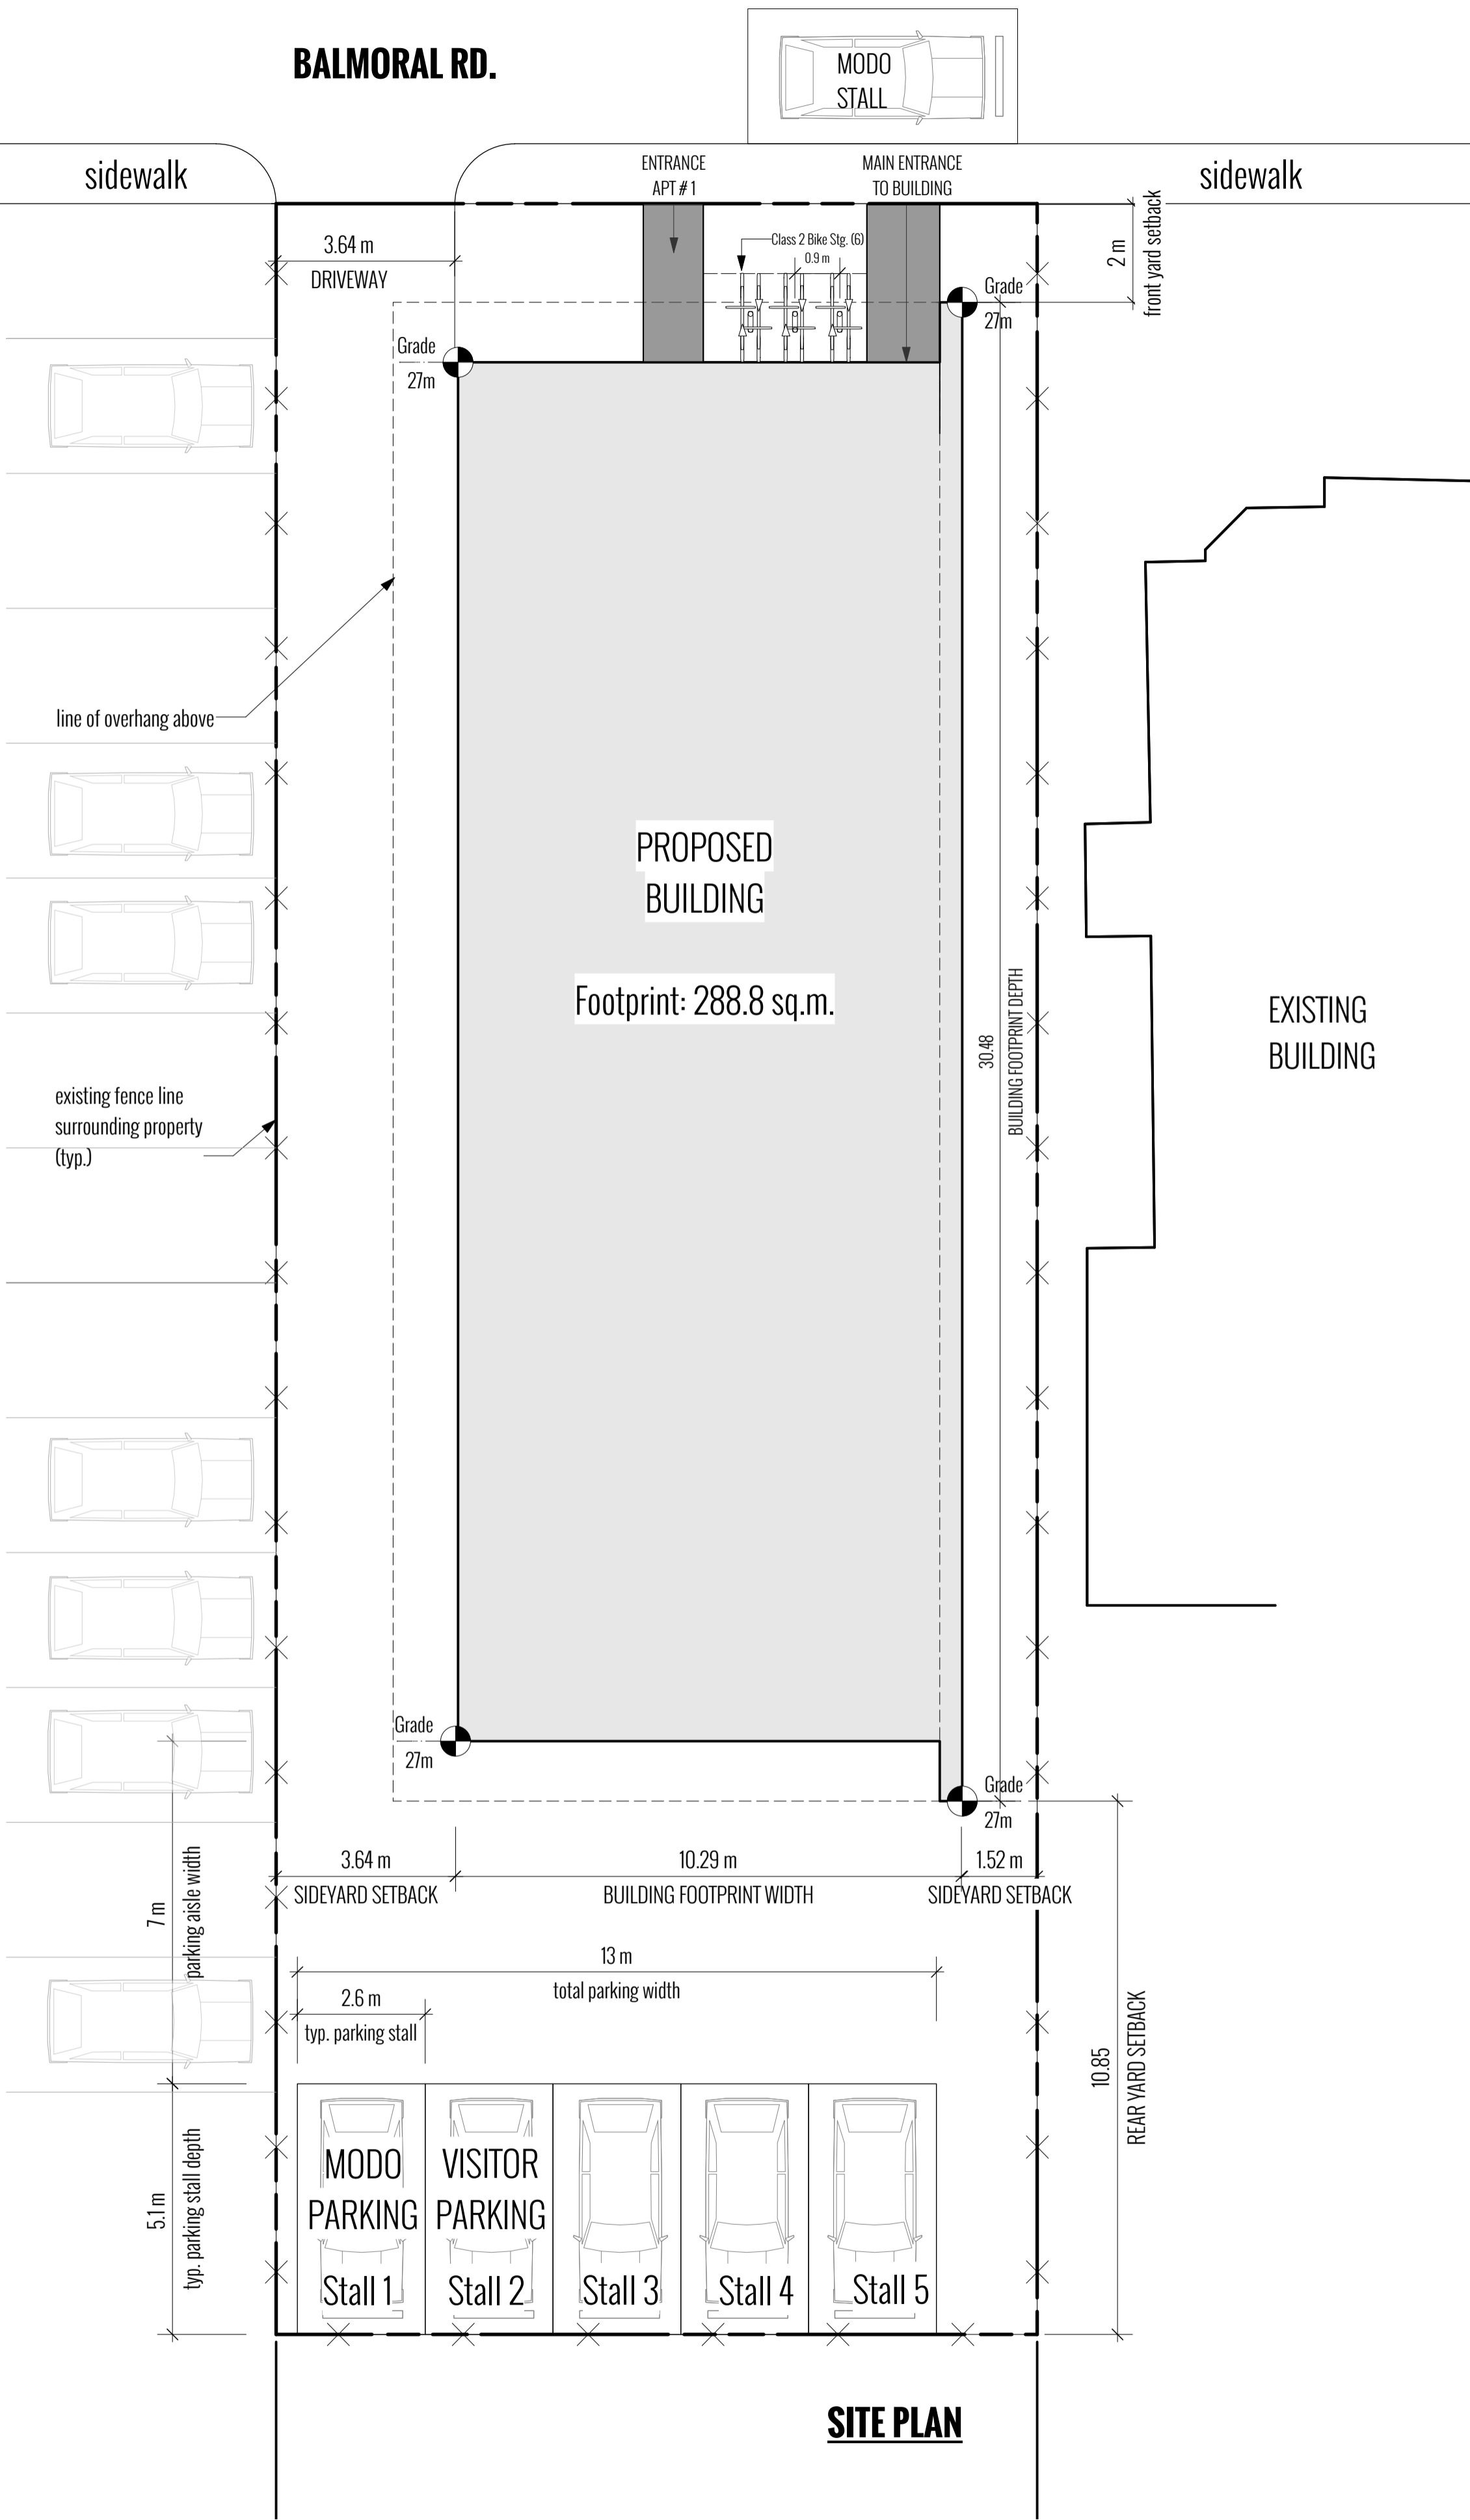 BALMORAL RD.
MODO
STALL
sidewalk
ENTRANCE
APT # 1
MAIN ENTRANCE
TO BUILDING
sidewalk
3.64 m
DRIVEWAY
Class 2 Bike Stg. (6)
0.9 m
2 m
front yard setback
Grade
27m
Grade
27m
line of overhang above
PROPOSED
BUILDING
Footprint: 288.8 sq.m.
30.48
BUILDING FOOTPRINT DEPTH
EXISTING
BUILDING
existing fence line
surrounding property
(typ.)
Grade
27m
Grade
27m
3.64 m
SIDEYARD SETBACK
10.29 m
BUILDING FOOTPRINT WIDTH
1.52 m
SIDEYARD SETBACK
7 m
parking aisle width
13 m
total parking width
2.6 m
typ. parking stall
10.85
REAR YARD SETBACK
5.1 m
typ. parking stall depth
MODO
PARKING
Stall 1
VISITOR
PARKING
Stall 2
Stall 3
Stall 4
Stall 5
SITE PLAN